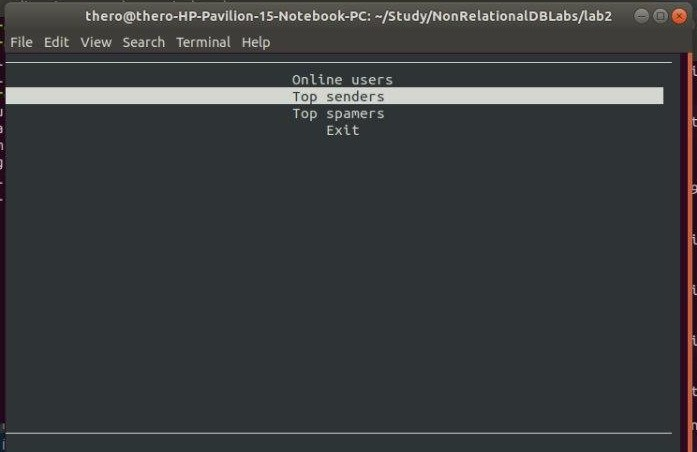 thero@thero-HP-Pavilion-15-Notebook-PC: ~/Study/NonRelationalDBLabs/lab2
File Edit View Search Terminal Help
Online users
Top senders
Top spamers
Exit